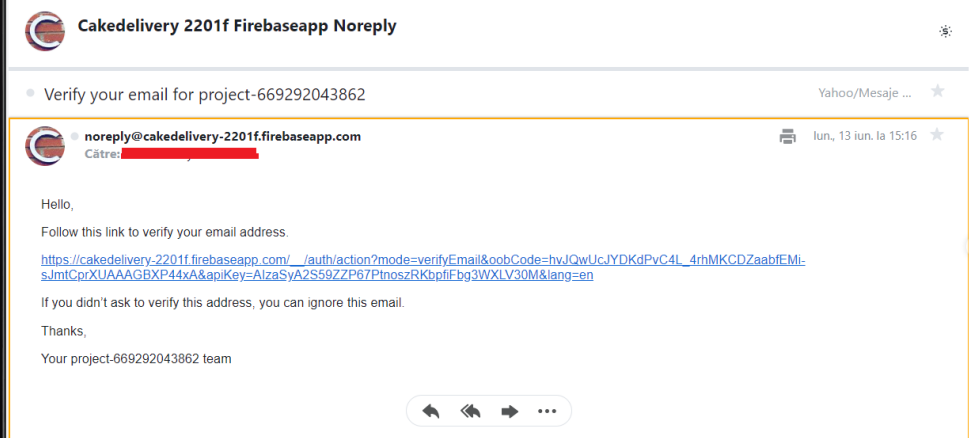 Cakedelivery 2201f Firebaseapp Noreply
Verify your email for project-669292043862
Yahoo/Mesaje ...
noreply@cakedelivery-2201f.firebaseapp.com
lun., 13 iun. la 15:16
Către:
Hello,
Follow this link to verify your email address.
https://cakedelivery-2201f.firebaseapp.com/__/auth/action?mode=verifyEmail&oobCode=hvJQwUcJYDKdPvC4L_4rhMKCDZaabfEMi-
sJmtCprXUAAAGBXP44xA&apiKey=AIzaSyA2S59ZZP67PtnoszRKbpfiFbg3WXLV30M&lang=en
If you didn’t ask to verify this address, you can ignore this email.
Thanks,
Your project-669292043862 team